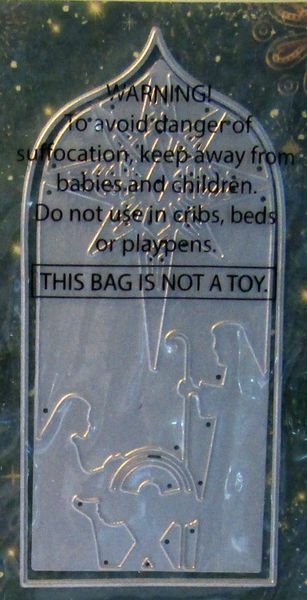 WARNING!
To avoid danger of
suffocation, keep away from
babies and children.
Do not use in cribs, beds
or playpens.
THIS BAG IS NOT A TOY.